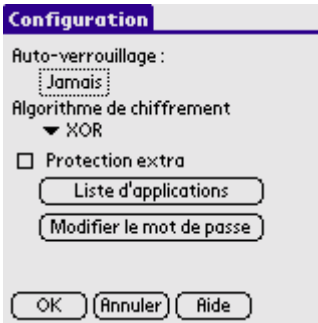 Configuration
Auto-verrouillage :
Jamais
Algorithme de chiffrement
XOR
Protection extra
Liste d'applications
Modifier le mot de passe
OK Annuler Aide